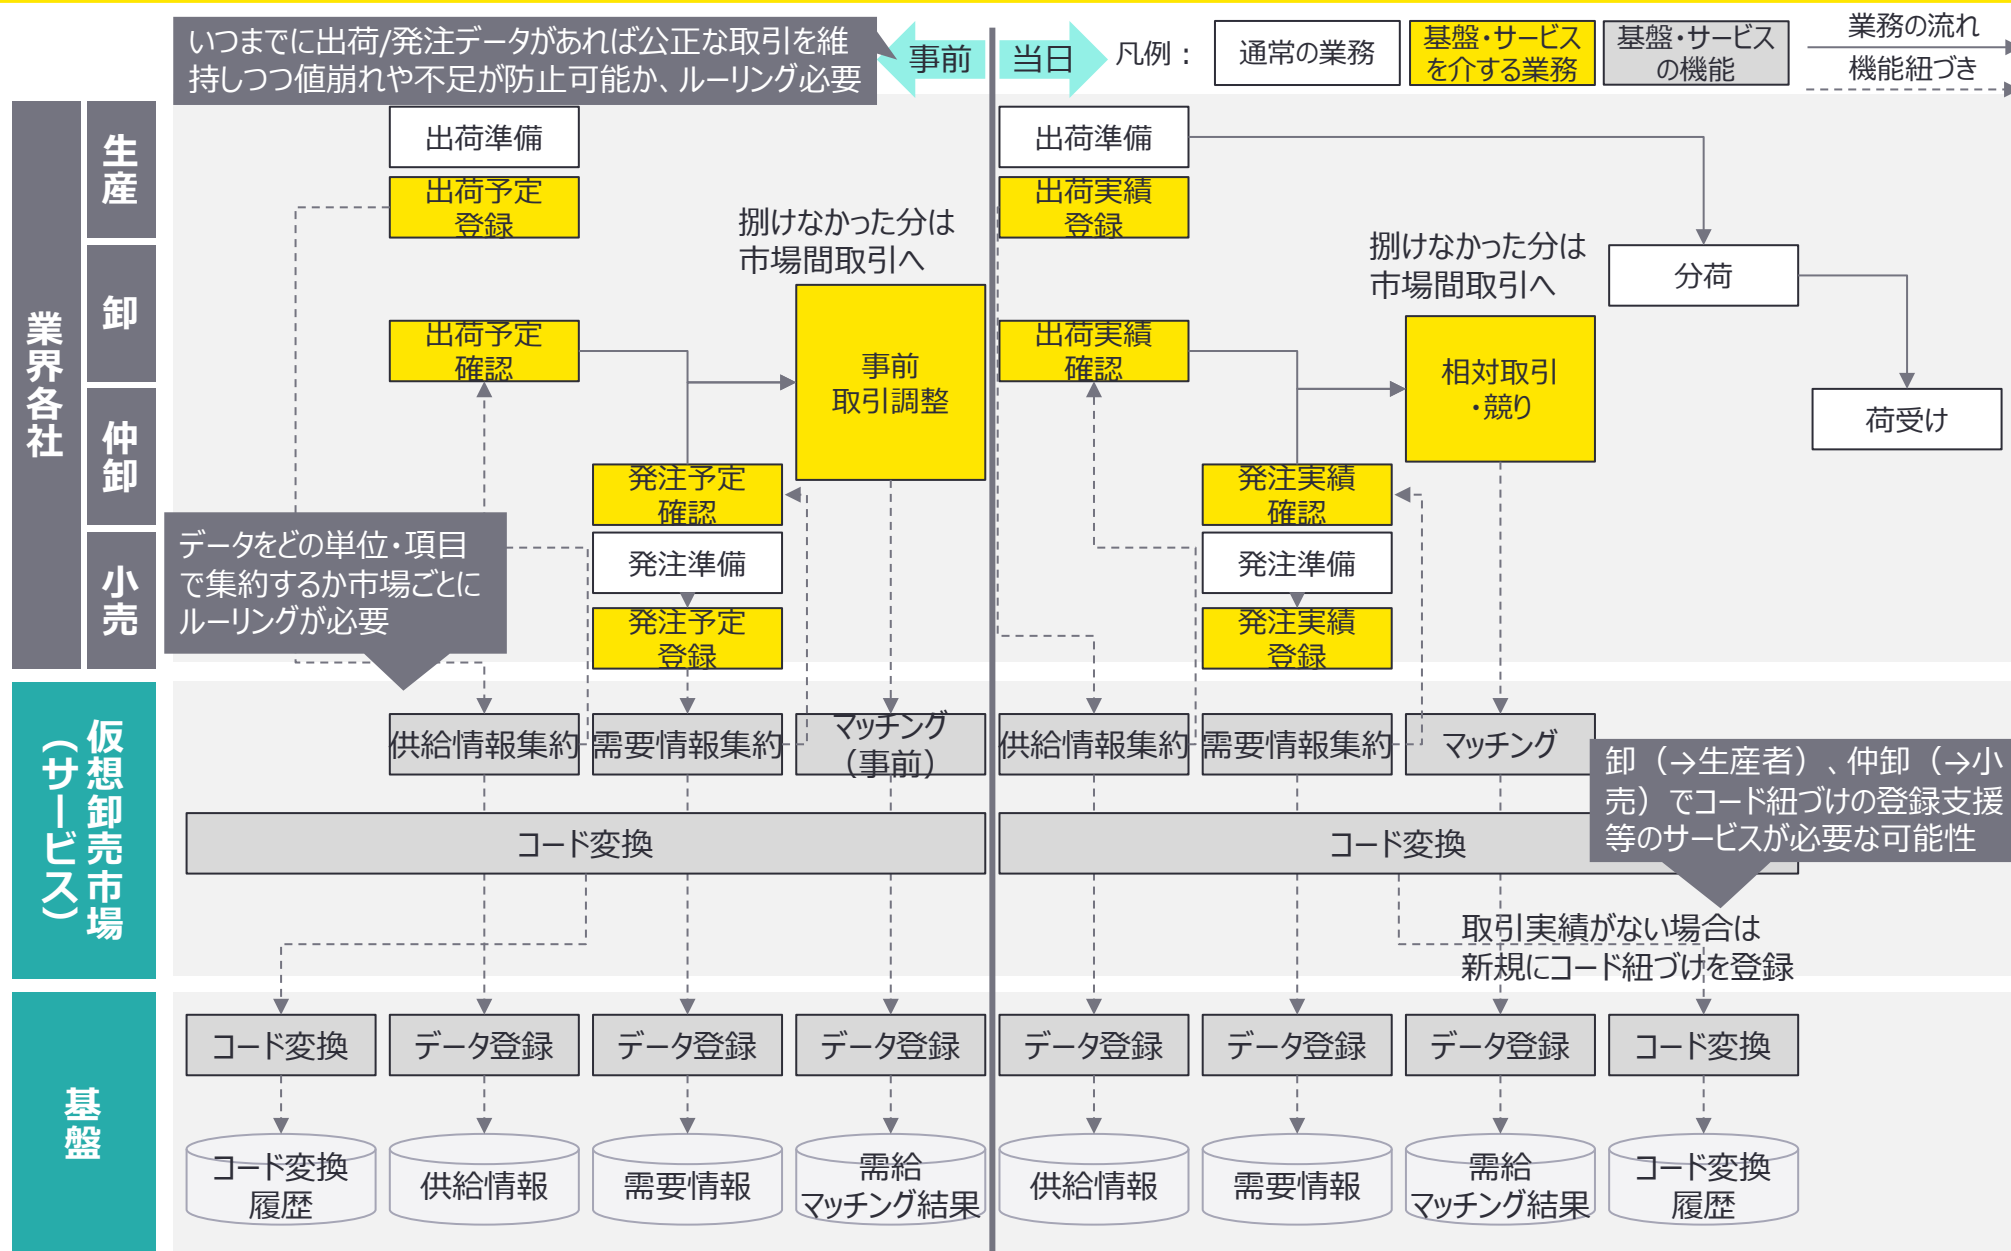 いつまでに出荷/発注データがあれば公正な取引を維
持しつつ値崩れや不足が防止可能か、ルーリング必要
事前
当日
凡例：
通常の業務
基盤・サービス
を介する業務
基盤・サービス
の機能
業務の流れ
機能紐づき
業界各社
生産
卸
仲卸
小売
出荷準備
出荷予定
登録
捌けなかった分は
市場間取引へ
出荷予定
確認
事前
取引調整
発注予定
確認
発注準備
発注予定
登録
データをどの単位・項目
で集約するか市場ごとに
ルーリングが必要
出荷準備
出荷実績
登録
捌けなかった分は
市場間取引へ
分荷
出荷実績
確認
相対取引
・競り
荷受け
発注実績
確認
発注準備
発注実績
登録
仮想卸売市場
（サービス）
供給情報集約
需要情報集約
マッチング
（事前）
供給情報集約
需要情報集約
マッチング
卸（→生産者）、仲卸（→小
売）でコード紐づけの登録支援
等のサービスが必要な可能性
コード変換
コード変換
取引実績がない場合は
新規にコード紐づけを登録
基盤
コード変換
データ登録
データ登録
データ登録
データ登録
データ登録
データ登録
コード変換
コード変換
履歴
供給情報
需要情報
需給
マッチング結果
供給情報
需要情報
需給
マッチング結果
コード変換
履歴